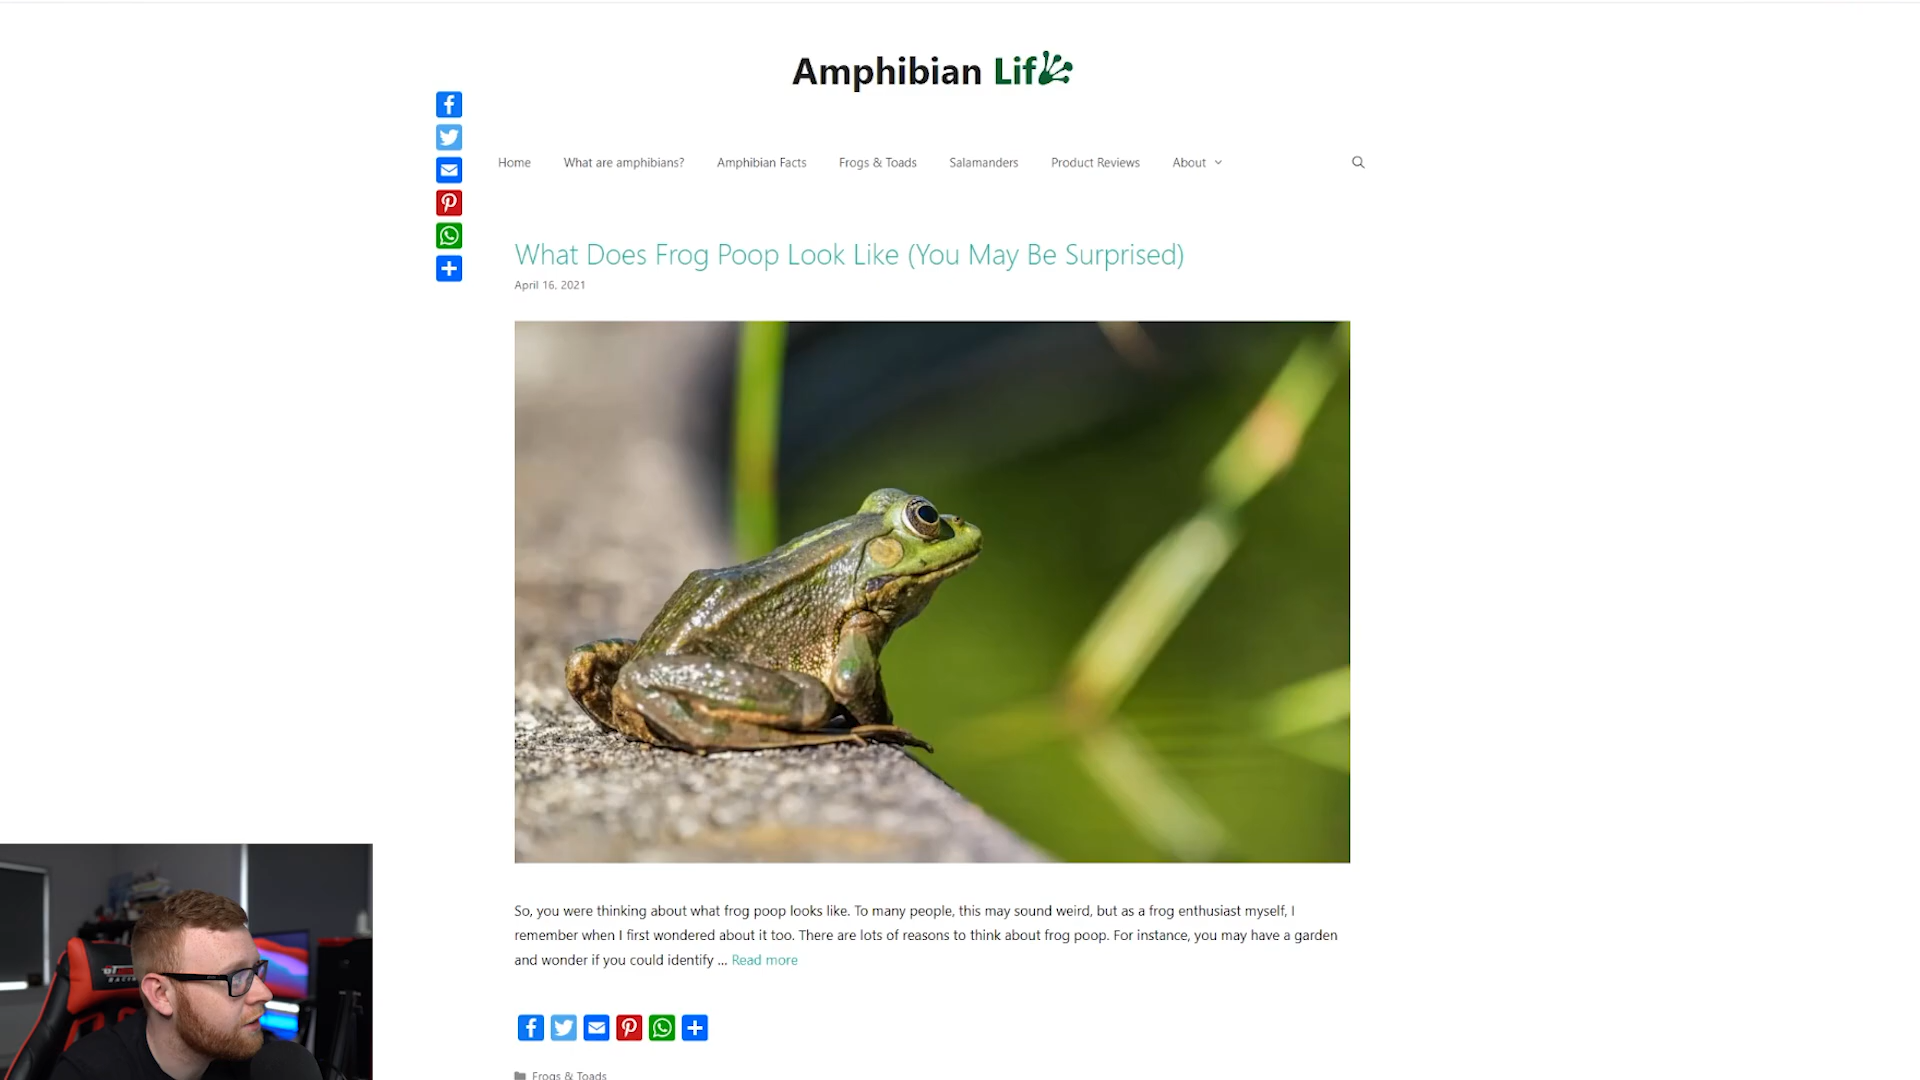 Amphibian Lif
Home What are amphibians? Amphibian Facts Frogs & Toads Salamanders Product Reviews About
What Does Frog Poop Look Like (You May Be Surprised)
April 16, 2021
So, you were thinking about what frog poop looks like. To many people, this may sound weird, but as a frog enthusiast myself, I
remember when I first wondered about it too. There are lots of reasons to think about frog poop. For instance, you may have a garden
and wonder if you could identify ... Read more
Frogs & Toads
RACING